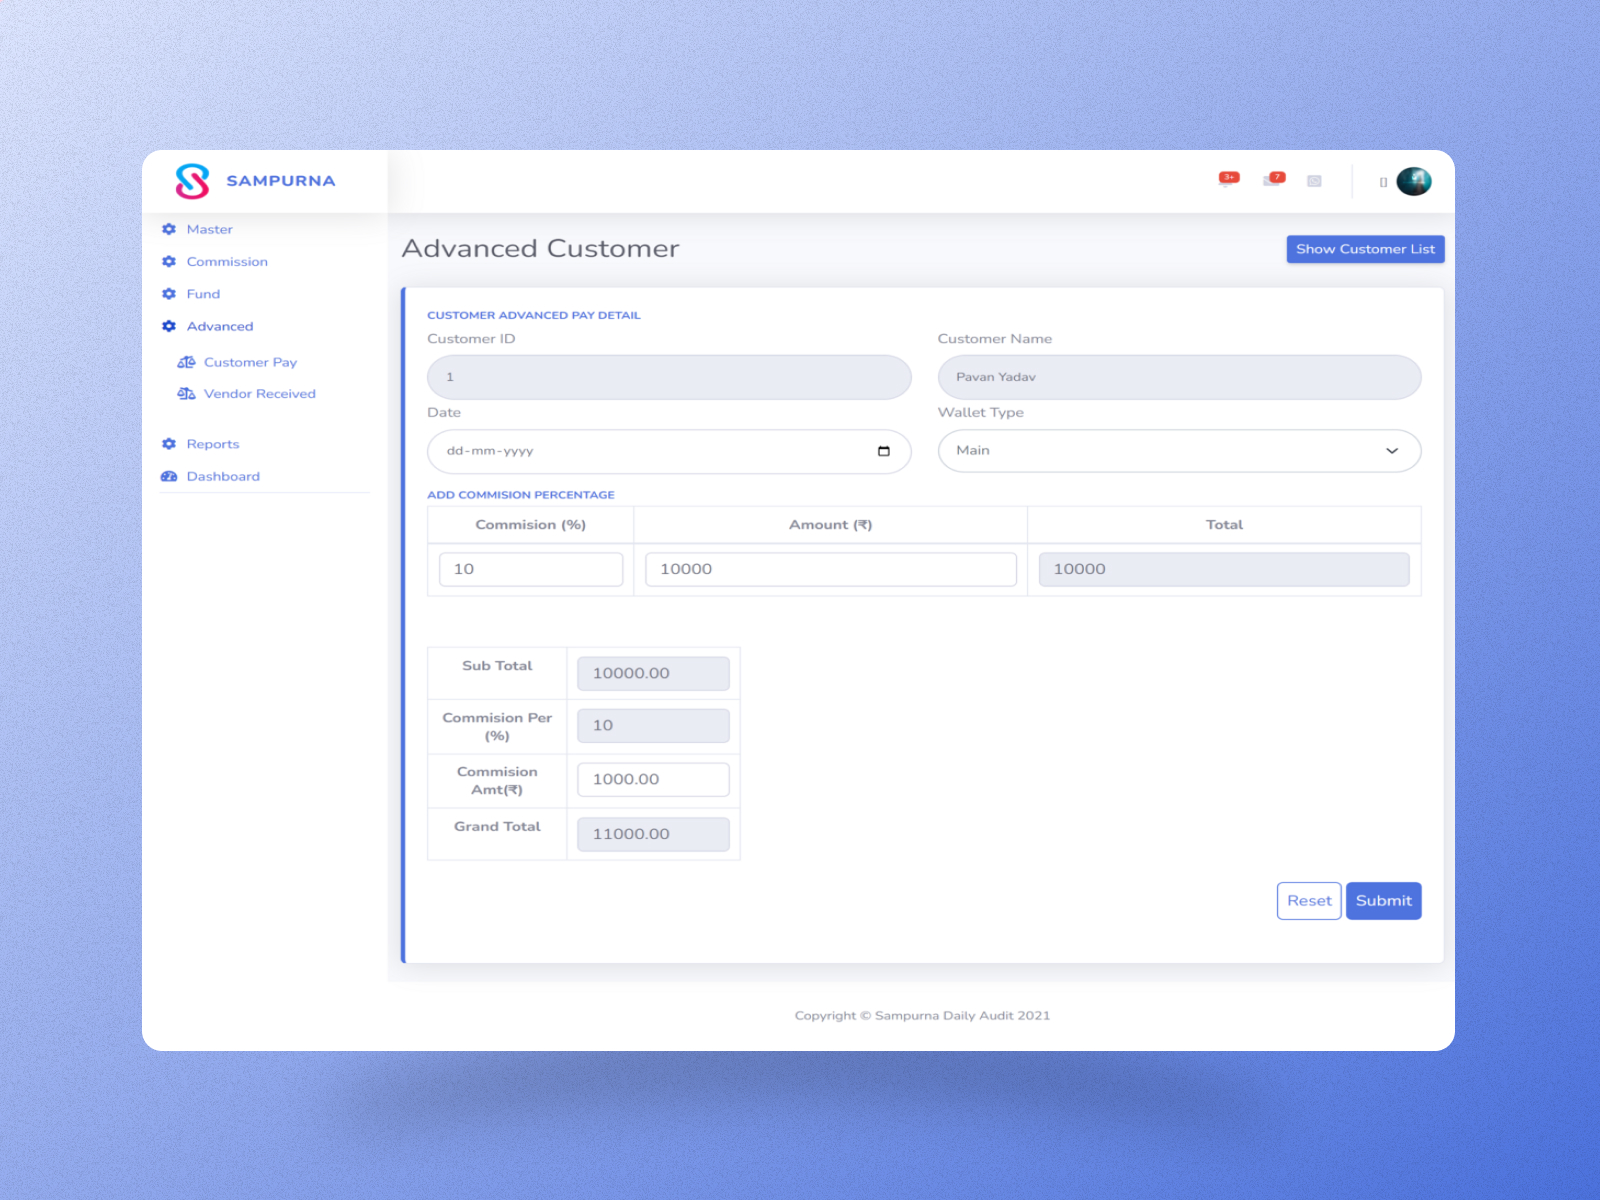 SAMPURNA
3+
7
[]
Master
Commission
Fund
Advanced
Customer Pay
Vendor Received
Reports
Dashboard
Advanced Customer
Show Customer List
CUSTOMER ADVANCED PAY DETAIL
Customer ID
Customer Name
1
Pavan Yadav
Date
Wallet Type
dd-mm-yyyy
Main
ADD COMMISION PERCENTAGE
Commision (%)
Amount (₹)
Total
10
10000
10000
Sub Total
10000.00
Commision Per
(%)
10
Commision
Amt(₹)
1000.00
Grand Total
11000.00
Reset
Submit
Copyright © Sampurna Daily Audit 2021